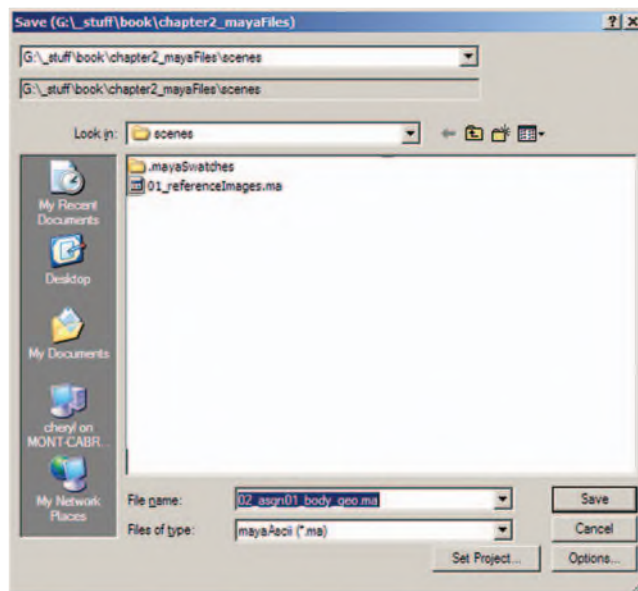 Save (G:\_stuff\book\chapter2_mayaFiles)
G:\_stuff\book\chapter2_mayaFiles\scenes
G:\_stuff\book\chapter2_mayaFiles\scenes
Look in:
scenes
.mayaSwatches
01_referenceImages.ma
My Recent
Documents
Desktop
My Documents
cheryl on
MONT-CABR...
My Network
Places
File name:
02_asgn01_body_geo.ma
Save
Files of type:
mayaAscii (*.ma)
Cancel
Set Project...
Options...